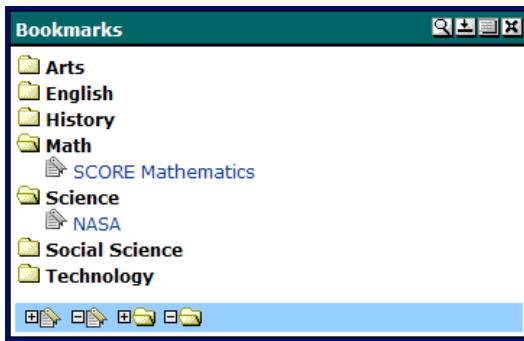 Bookmarks
Arts
English
History
Math
SCORE Mathematics
Science
NASA
Social Science
Technology